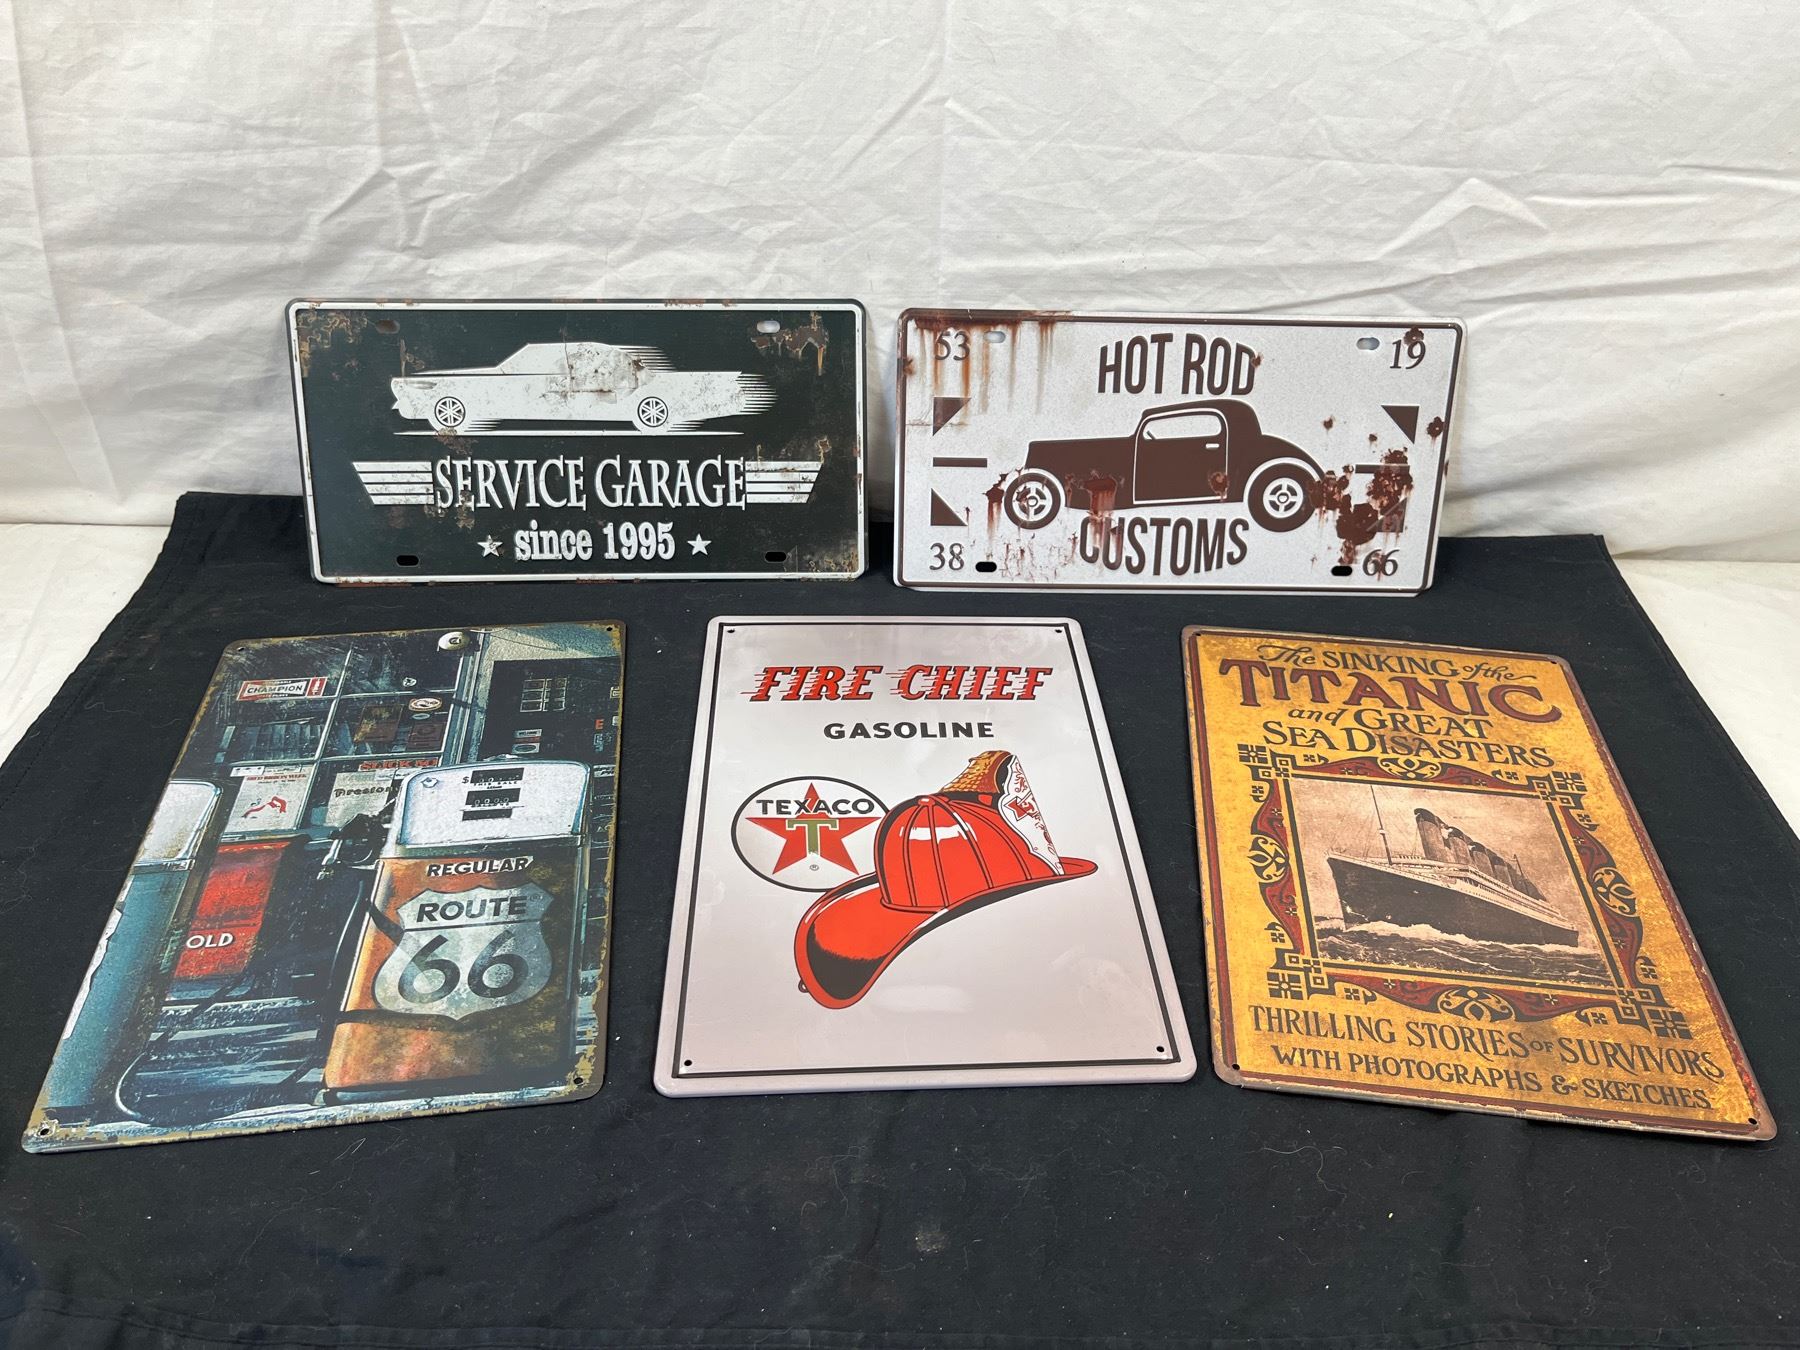 SERVICE GARAGE
since 1995
53
HOT ROD
19
38
CUSTOMS
66
CHAMPION
Firestone
REGULAR
ROUTE
66
OLD
FIRE CHIEF
GASOLINE
TEXACO
T
®
The SINKING of the
TITANIC
and GREAT
SEA DISASTERS
THRILLING STORIES OF SURVIVORS
WITH PHOTOGRAPHS & SKETCHES